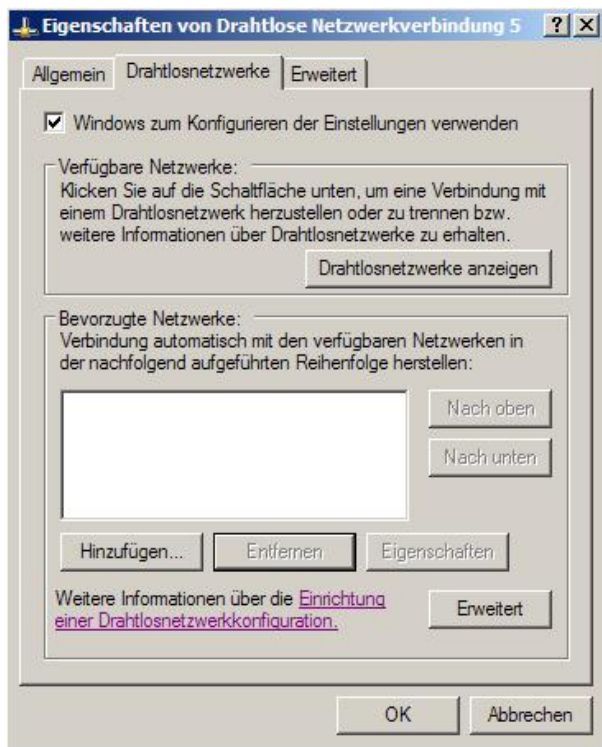 Eigenschaften von Drahtlose Netzwerkverbindung 5
Allgemein Drahtlosnetzwerke Erweitert
Windows zum Konfigurieren der Einstellungen verwenden
Verfügbare Netzwerke:
Klicken Sie auf die Schaltfläche unten, um eine Verbindung mit
einem Drahtlosnetzwerk herzustellen oder zu trennen bzw.
weitere Informationen über Drahtlosnetzwerke zu erhalten.
Drahtlosnetzwerke anzeigen
Bevorzugte Netzwerke:
Verbindung automatisch mit den verfügbaren Netzwerken in
der nachfolgend aufgeführten Reihenfolge herstellen:
Nach oben
Nach unten
Hinzufügen... Entfernen Eigenschaften
Weitere Informationen über die Einrichtung
einer Drahtlosnetzwerkkonfiguration.
Erweitert
OK Abbrechen